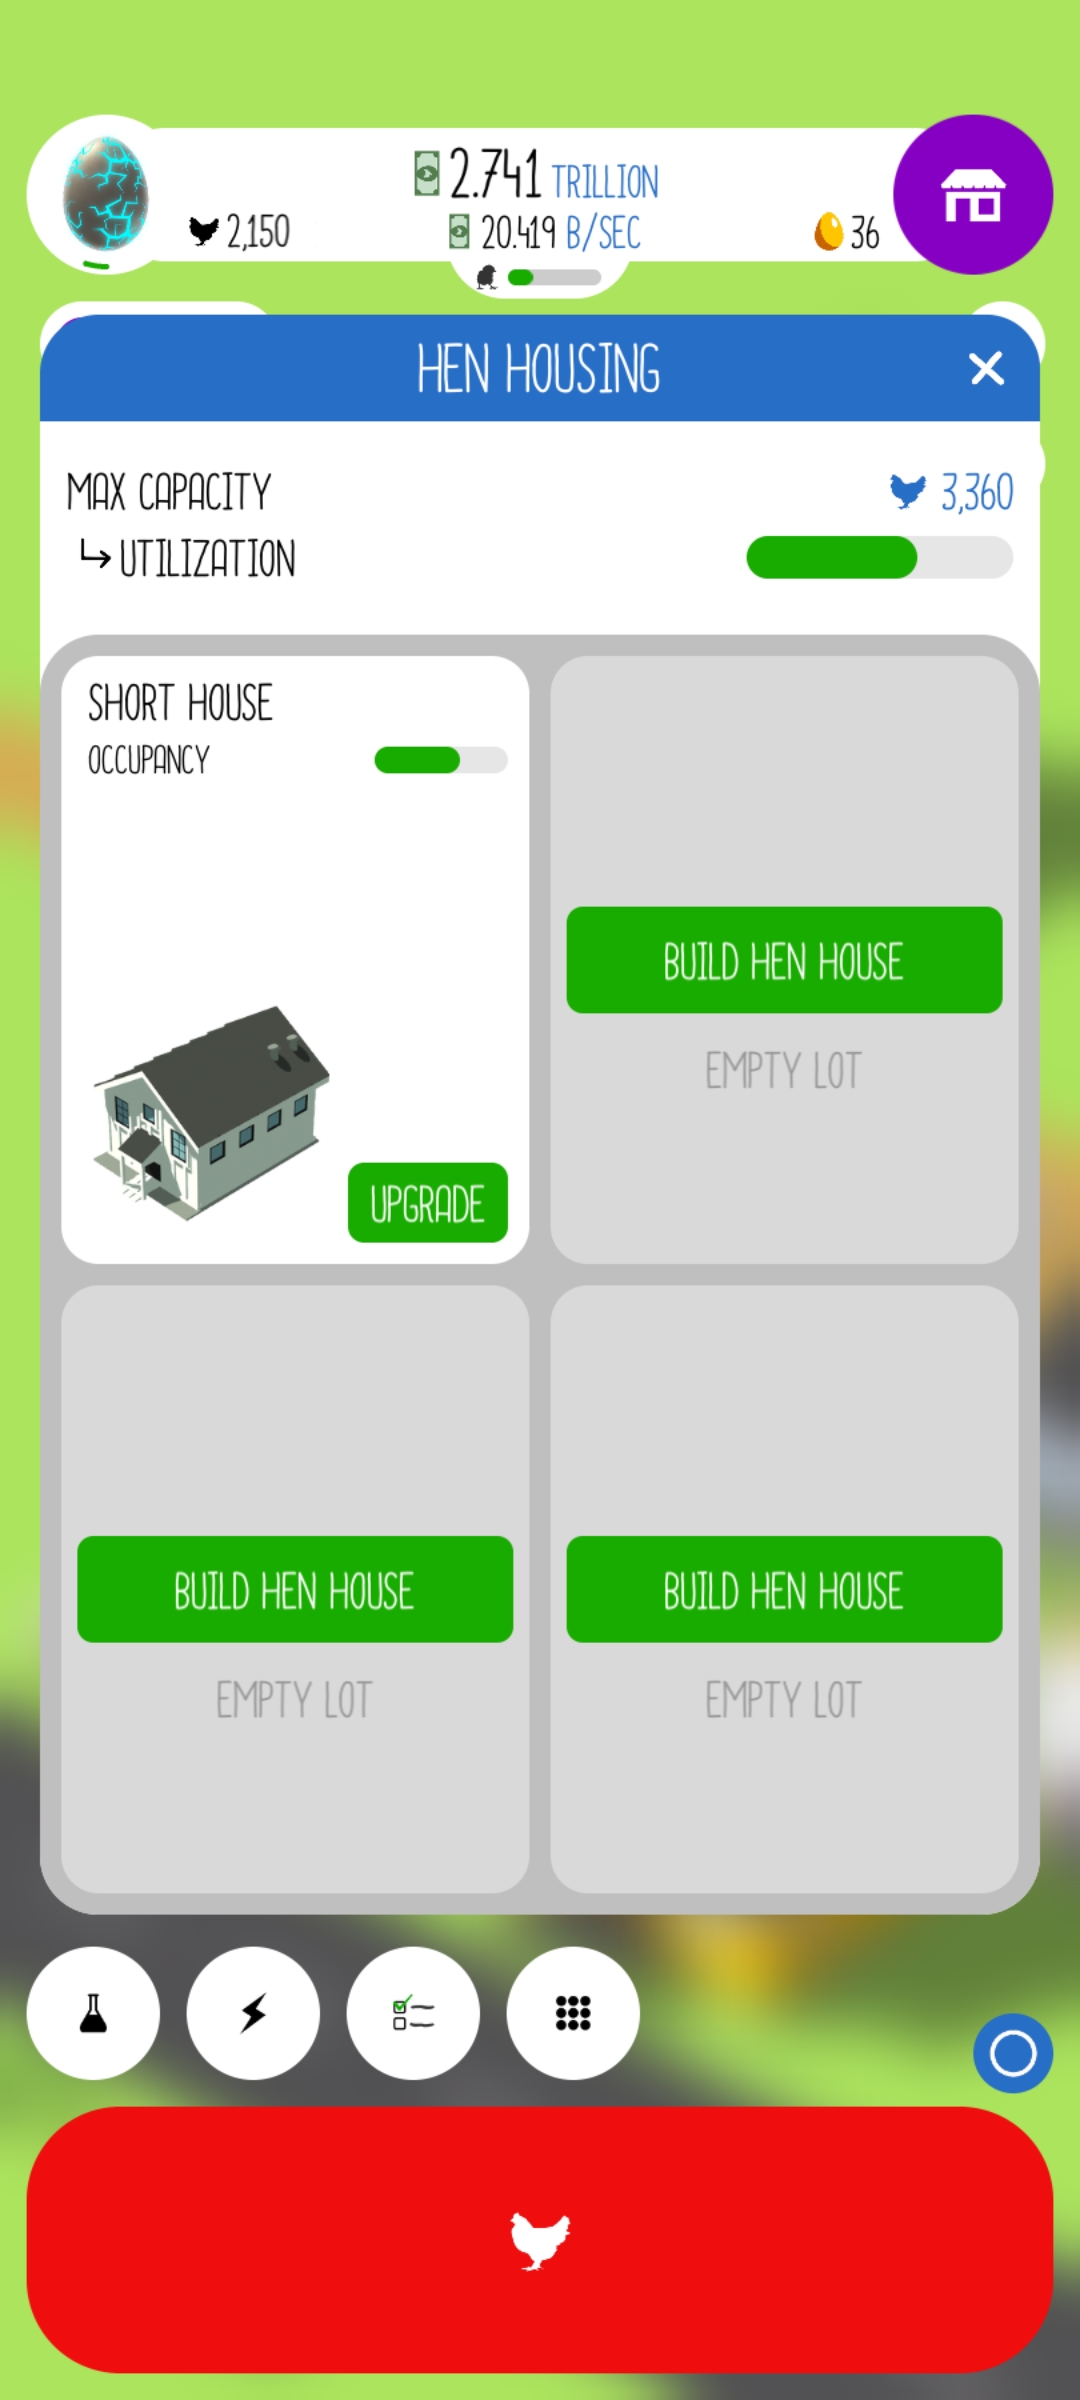 2.741 TRILLION
2,150
20.419 B/SEC
36
HEN HOUSING
MAX CAPACITY
3,360
UTILIZATION
SHORT HOUSE
OCCUPANCY
UPGRADE
BUILD HEN HOUSE
EMPTY LOT
BUILD HEN HOUSE
EMPTY LOT
BUILD HEN HOUSE
EMPTY LOT